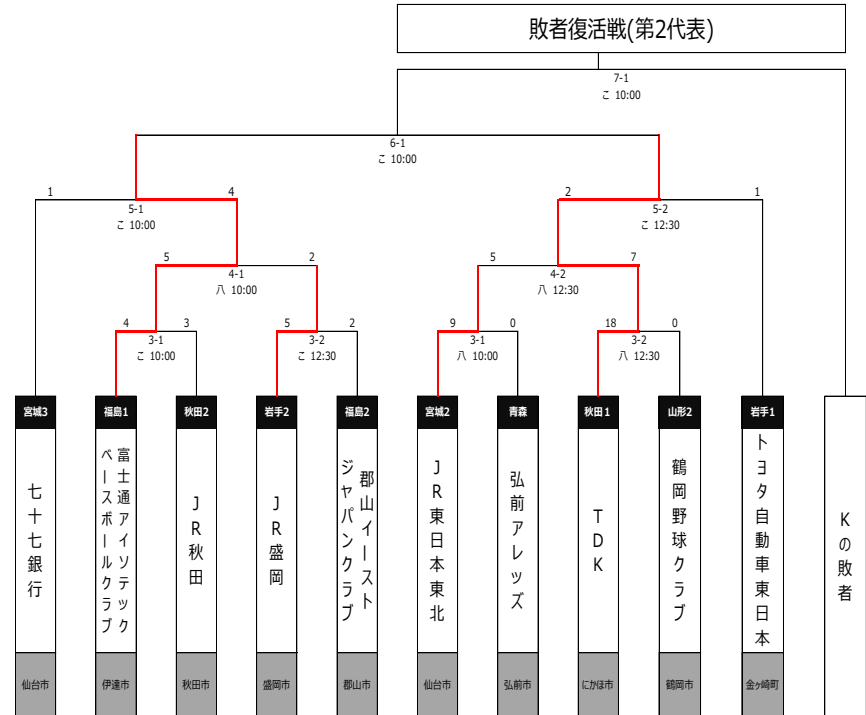 敗者復活戦(第2代表)
7-1
こ 10:00
6-1
こ 10:00
1
4
5-1
こ 10:00
2
1
5-2
こ 12:30
5
2
4-1
八 10:00
5
7
4-2
八 12:30
4
3
3-1
こ 10:00
5
2
3-2
こ 12:30
9
0
3-1
八 10:00
18
0
3-2
八 12:30
宮城3
福島1
秋田2
岩手2
福島2
宮城2
青森
秋田1
山形2
岩手1
七十七銀行
富士通アイソテック
ベースボールクラブ
JR秋田
JR盛岡
郡山イースト
ジャパンクラブ
JR東日本東北
弘前アレッズ
TDK
鶴岡野球クラブ
トヨタ自動車東日本
Kの敗者
仙台市
伊達市
秋田市
盛岡市
郡山市
仙台市
弘前市
にかほ市
鶴岡市
金ヶ崎町